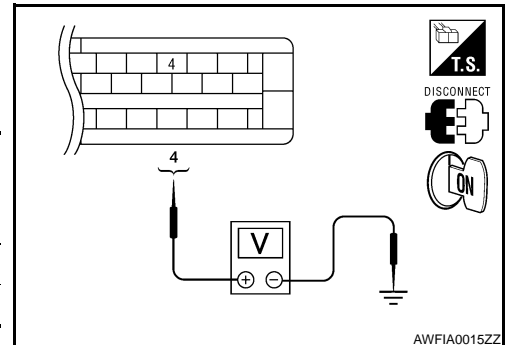 4
T.S.
DISCONNECT
4
ON
V
+ −
AWFIA0015ZZ